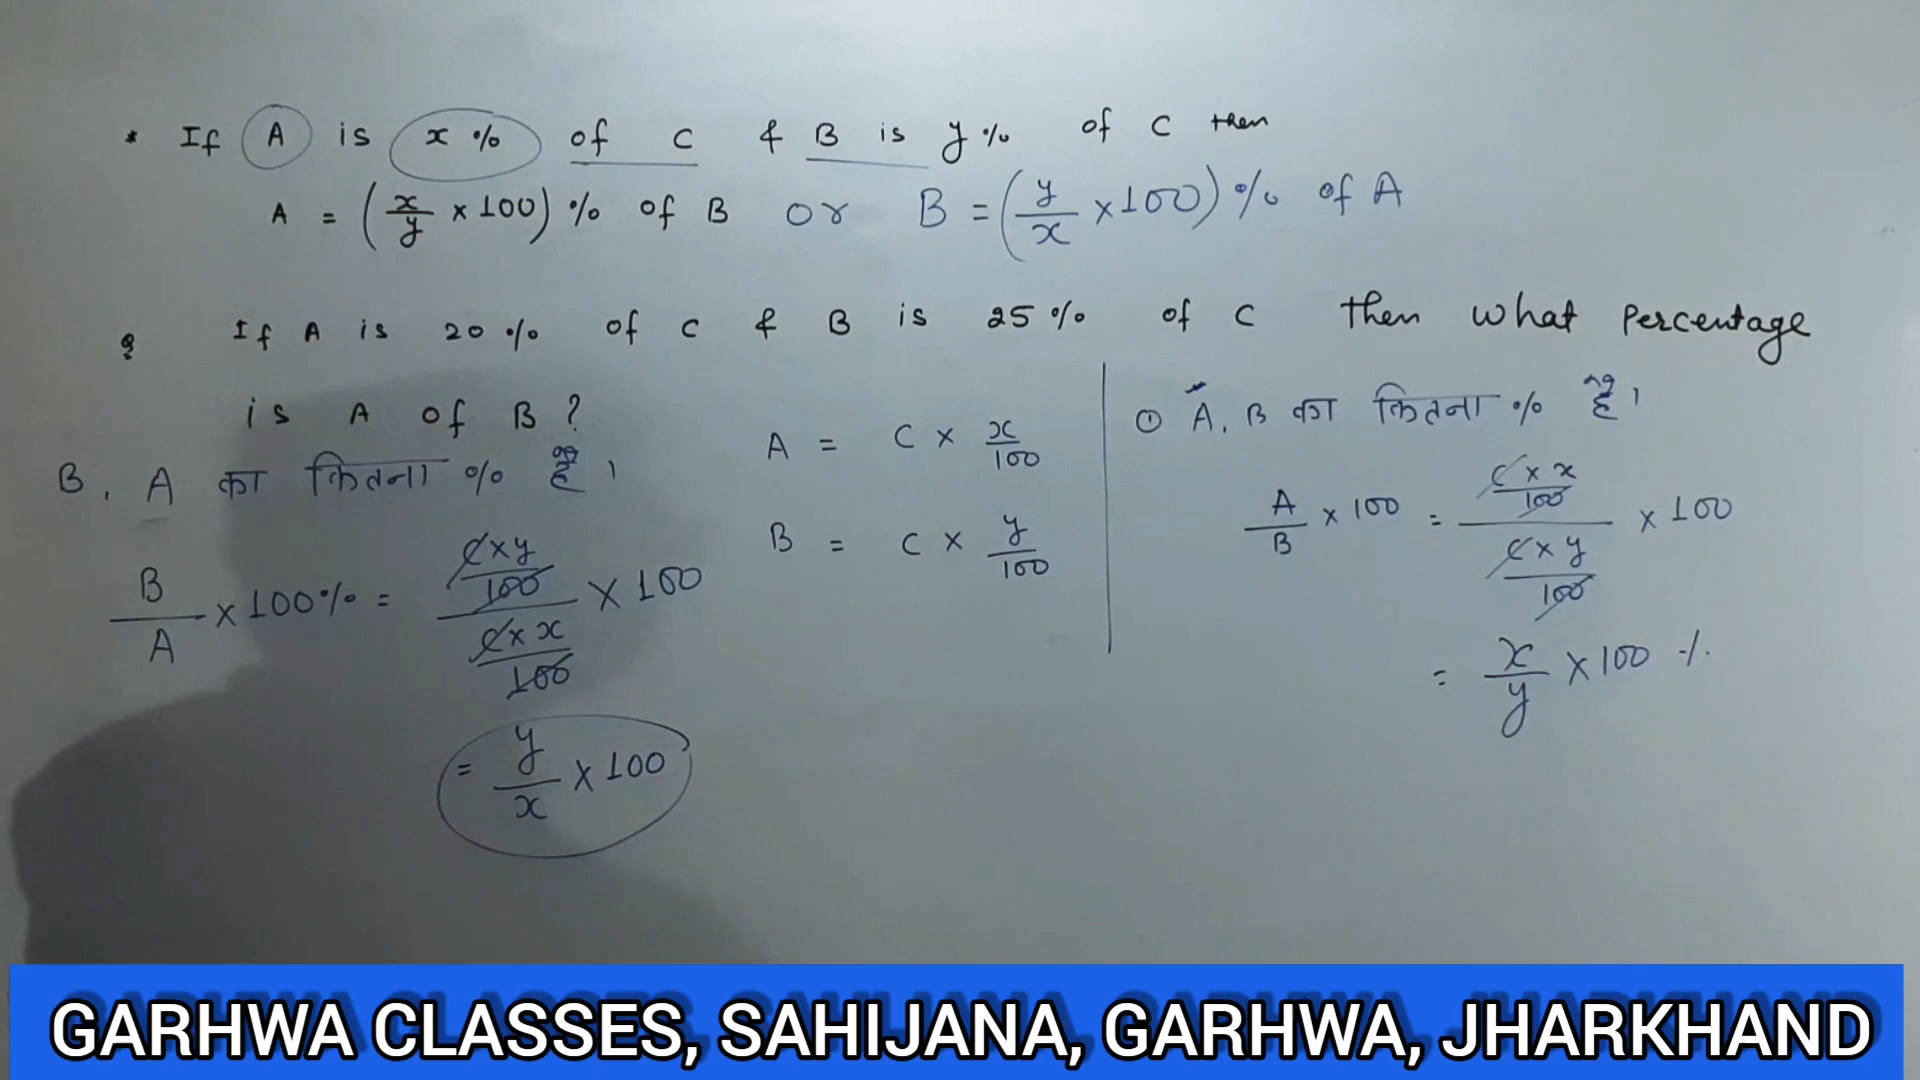 * If A is x % of C & B is y % of C then
A = (x/y × 100) % of B or B = (y/x × 100) % of A
Q If A is 20 % of C & B is 25 % of C then what percentage
is A of B ?
B, A का कितना % है ।
B/A × 100 % = (C × y/100)/(C × x/100) × 100
= y/x × 100
A = C × x/100
B = C × y/100
① A, B का कितना % है ।
A/B × 100 = (C × x/100)/(C × y/100) × 100
= x/y × 100 %
GARHWA CLASSES, SAHIJANA, GARHWA, JHARKHAND